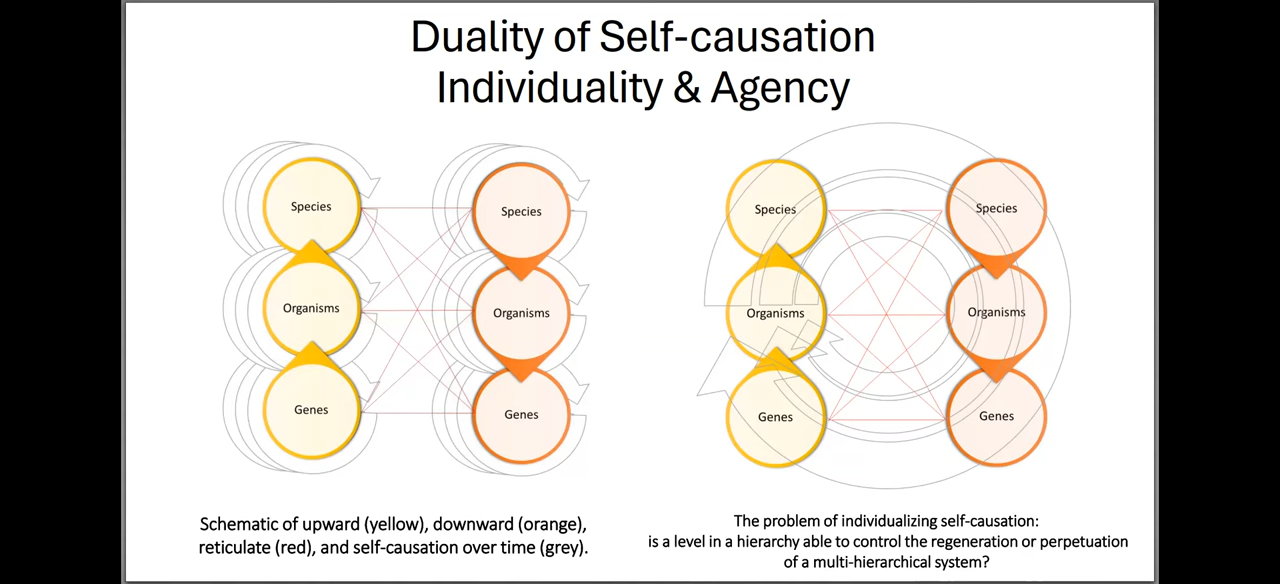 Duality of Self-causation
Individuality & Agency
Species
Organisms
Genes
Species
Organisms
Genes
Species
Organisms
Genes
Species
Organisms
Genes
Schematic of upward (yellow), downward (orange),
reticulate (red), and self-causation over time (grey).
The problem of individualizing self-causation:
is a level in a hierarchy able to control the regeneration or perpetuation
of a multi-hierarchical system?